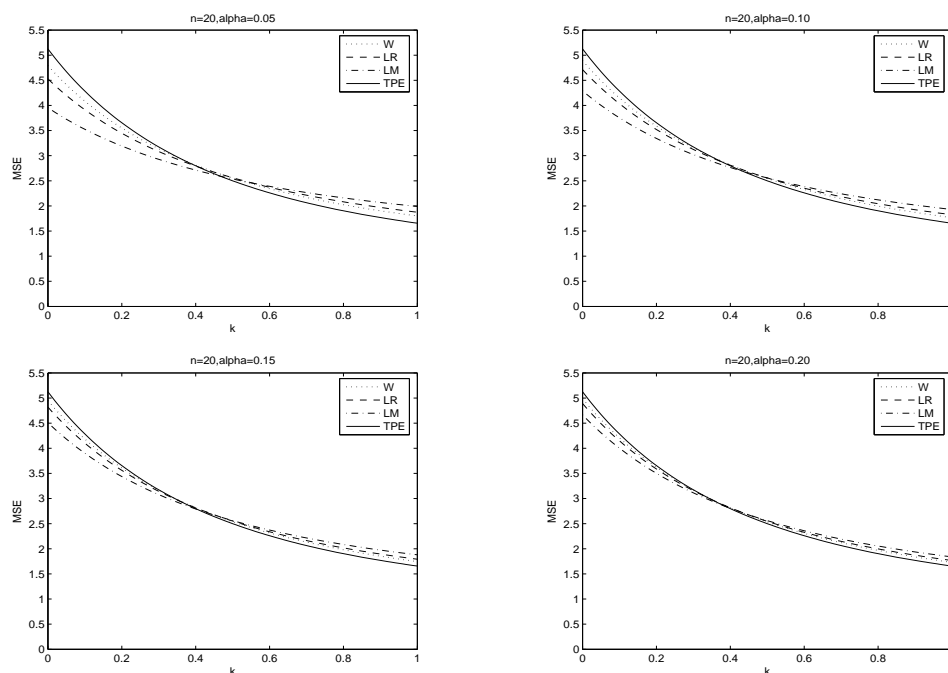 n=20,alpha=0.05
5.5
5
4.5
4
3.5
3
2.5
2
1.5
1
0.5
0
MSE
0 0.2 0.4 0.6 0.8 1
k
W
LR
LM
TPE
n=20,alpha=0.10
5.5
5
4.5
4
3.5
3
2.5
2
1.5
1
0.5
0
MSE
0 0.2 0.4 0.6 0.8
k
W
LR
LM
TPE
n=20,alpha=0.15
5.5
5
4.5
4
3.5
3
2.5
2
1.5
1
0.5
0
MSE
0 0.2 0.4 0.6 0.8 1
k
W
LR
LM
TPE
n=20,alpha=0.20
5.5
5
4.5
4
3.5
3
2.5
2
1.5
1
0.5
0
MSE
0 0.2 0.4 0.6 0.8
k
W
LR
LM
TPE